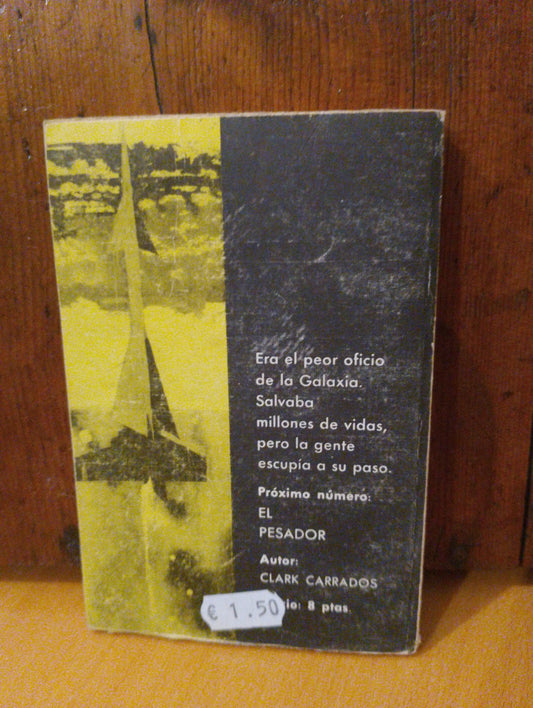 Era el peor oficio
de la Galaxia.
Salvaba
millones de vidas,
pero la gente
escupía a su paso.
Próximo número:
EL
PESADOR
Autor:
CLARK CARRADOS
8 ptas.
€ 1.50